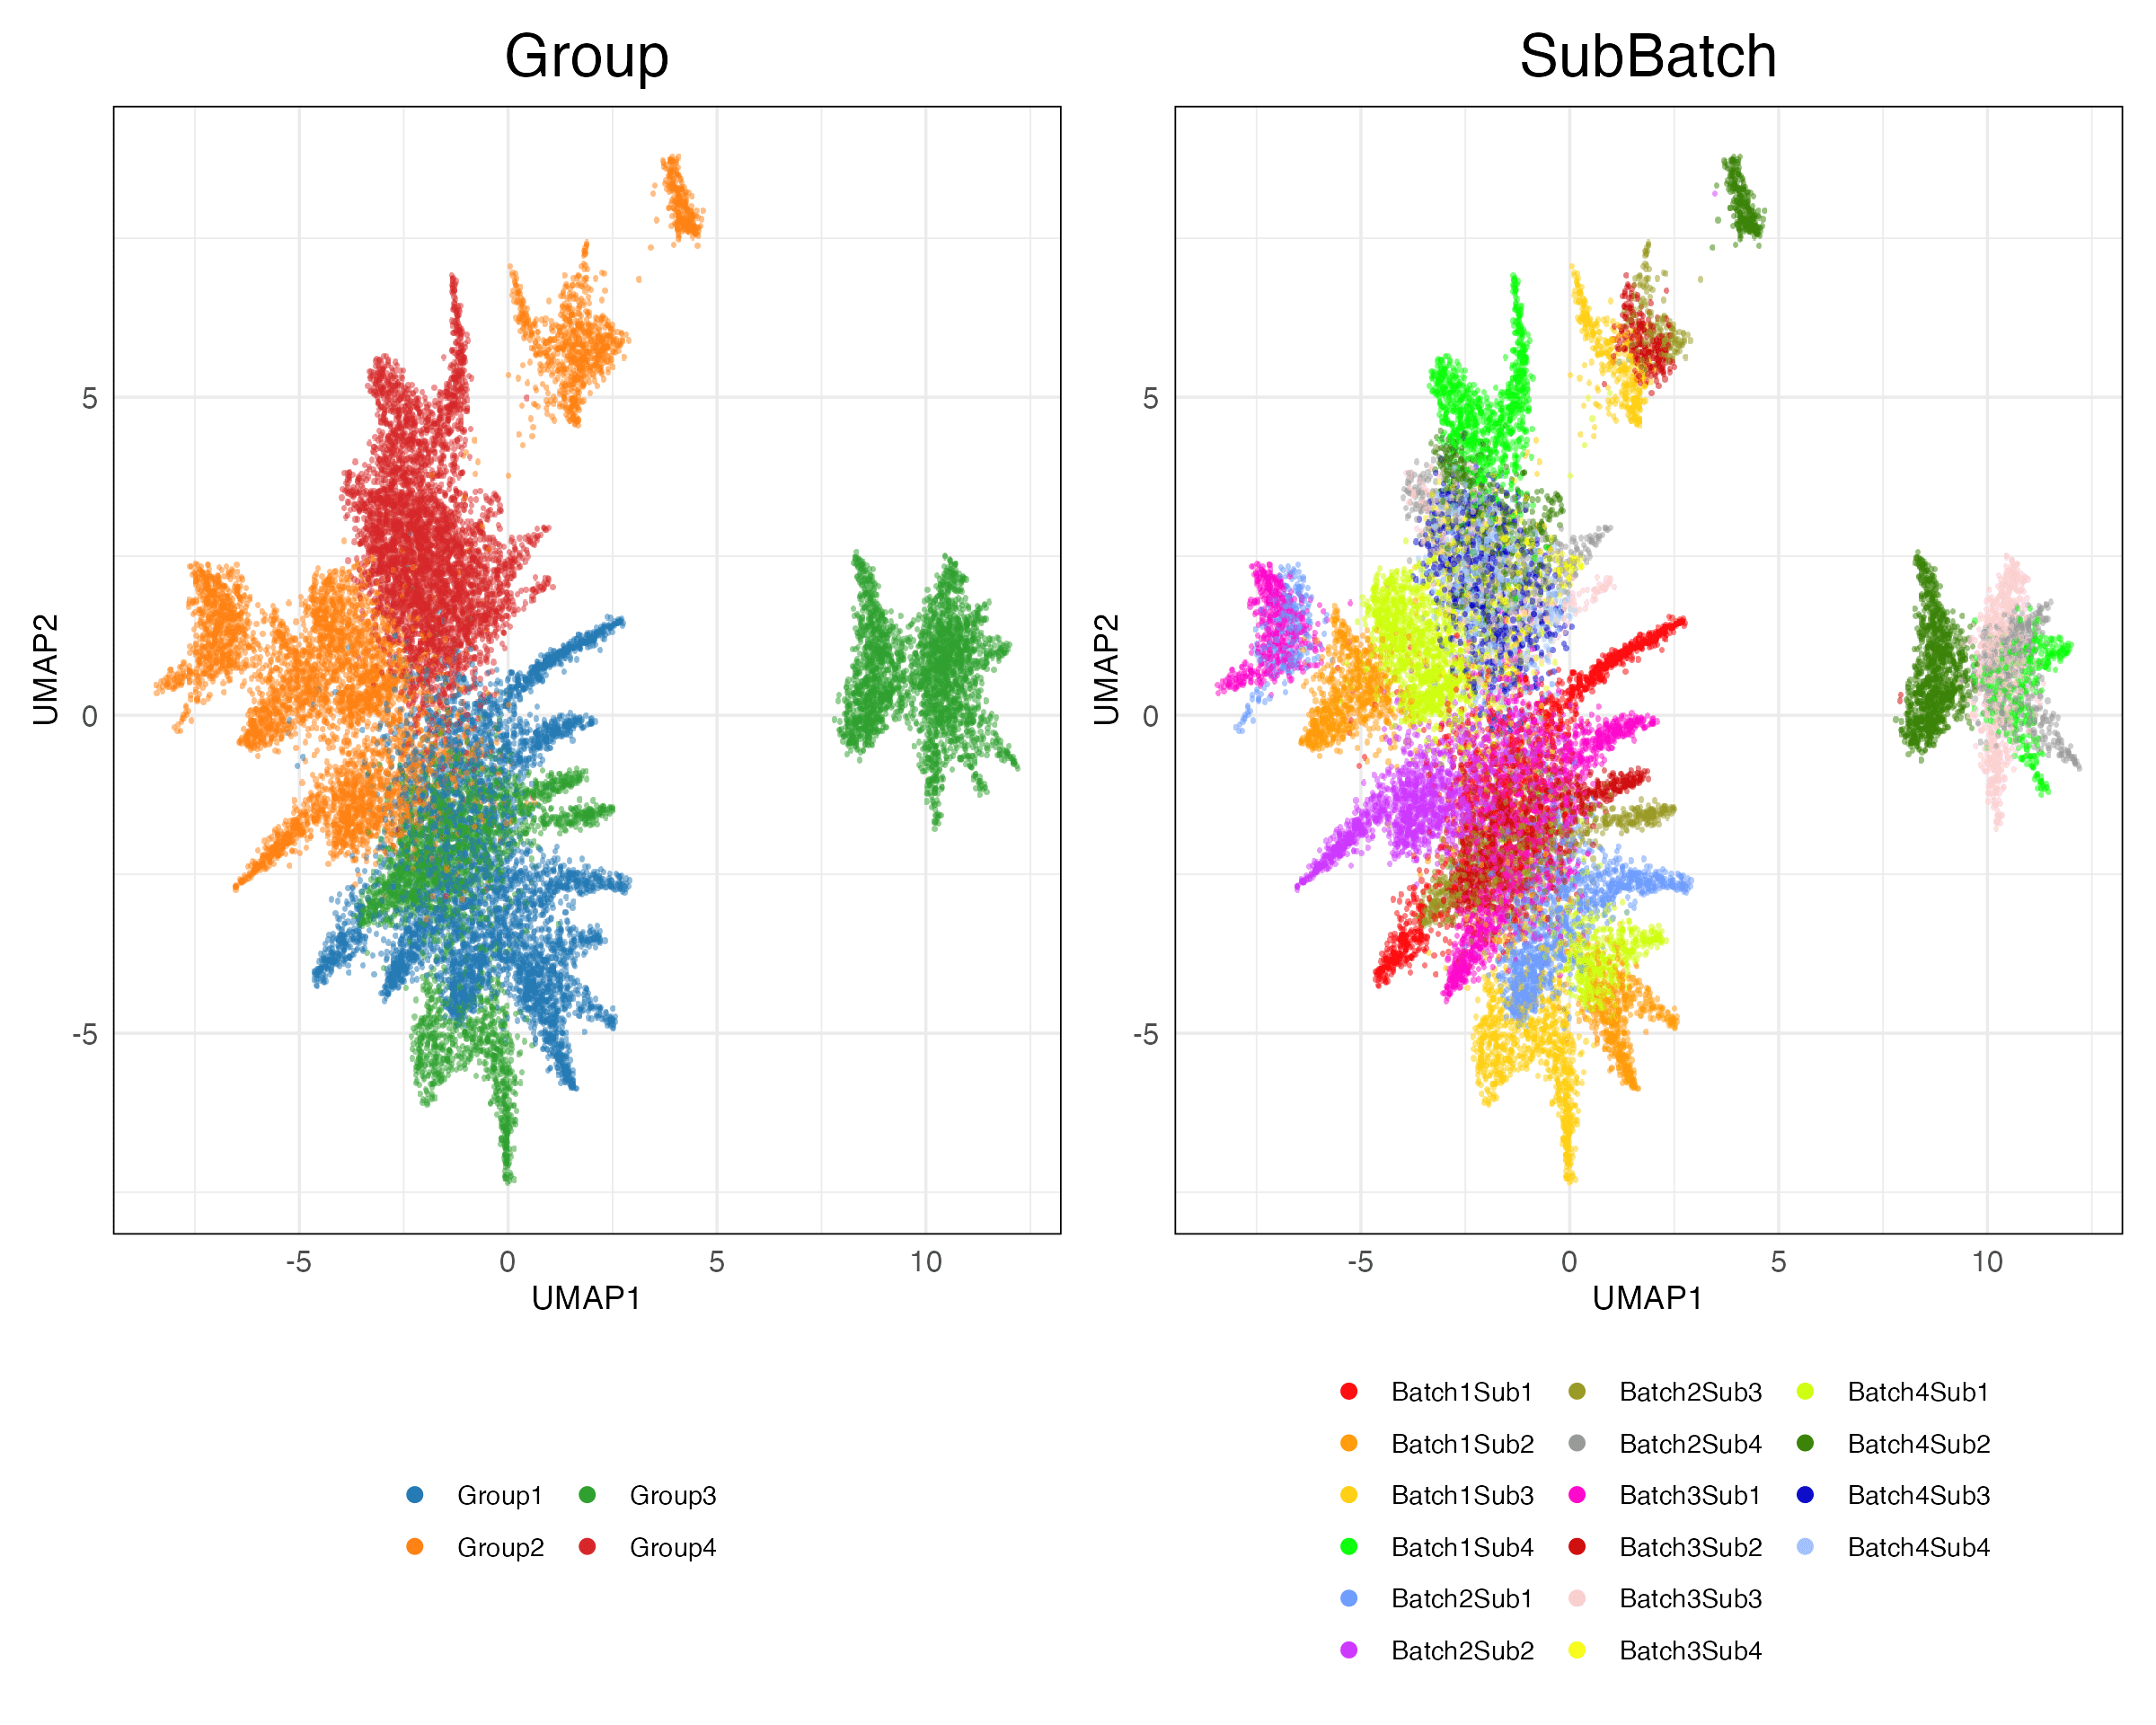 Group
SubBatch
UMAP2
5
0
-5
-5
0
5
10
UMAP1
UMAP2
5
0
-5
-5
0
5
10
UMAP1
Group1
Group3
Group2
Group4
Batch1Sub1
Batch2Sub3
Batch4Sub1
Batch1Sub2
Batch2Sub4
Batch4Sub2
Batch1Sub3
Batch3Sub1
Batch4Sub3
Batch1Sub4
Batch3Sub2
Batch4Sub4
Batch2Sub1
Batch3Sub3
Batch2Sub2
Batch3Sub4